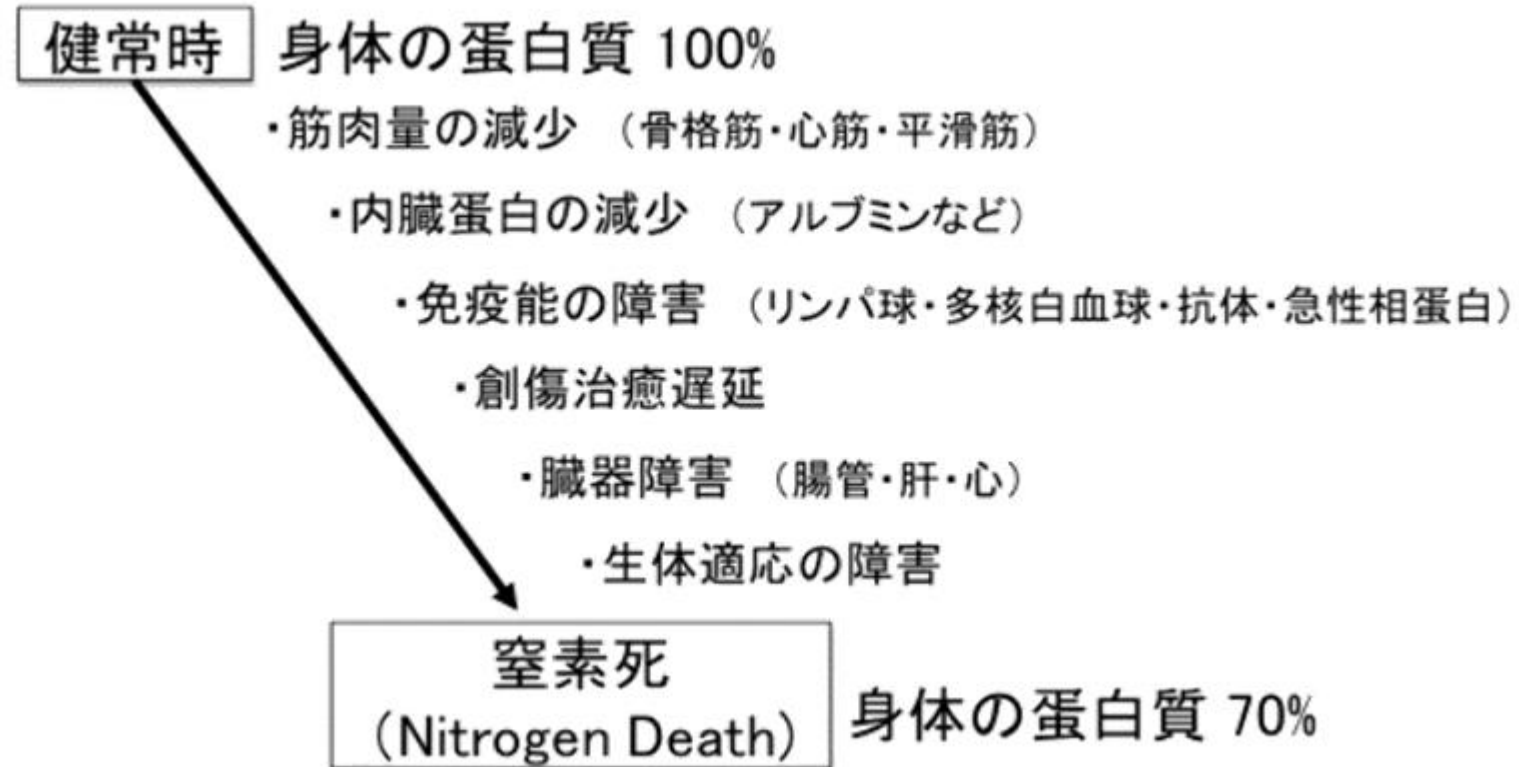 健常時 身体の蛋白質 100%
・筋肉量の減少 （骨格筋・心筋・平滑筋）
・内臓蛋白の減少 （アルブミンなど）
・免疫能の障害 （リンパ球・多核白血球・抗体・急性相蛋白）
・創傷治癒遅延
・臓器障害 （腸管・肝・心）
・生体適応の障害
窒素死
（Nitrogen Death）
身体の蛋白質 70%